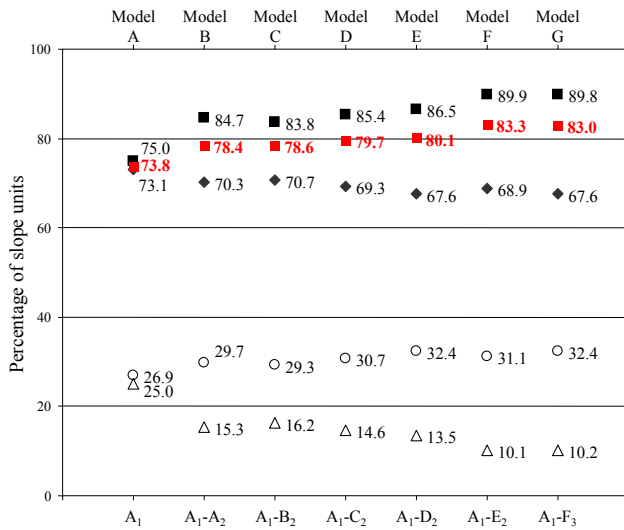 Model Model Model Model Model Model Model
A B C D E F G
100
80
60
40
20
0
Percentage of slope units
75.0 84.7 83.8 85.4 86.5 89.9 89.8
73.8 78.4 78.6 79.7 80.1 83.3 83.0
73.1 70.3 70.7 69.3 67.6 68.9 67.6
26.9 29.7 29.3 30.7 32.4 31.1 32.4
25.0 15.3 16.2 14.6 13.5 10.1 10.2
A₁ A₁-A₂ A₁-B₂ A₁-C₂ A₁-D₂ A₁-E₂ A₁-F₃